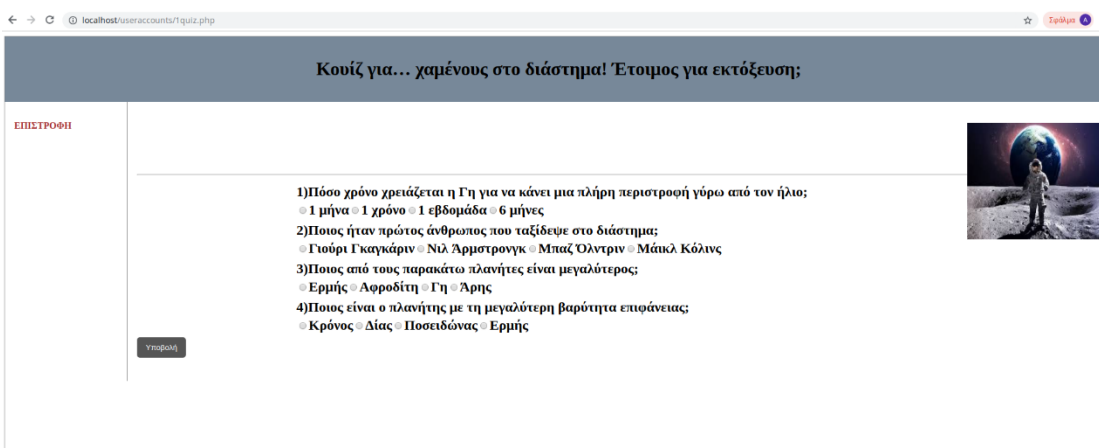 localhost/useraccounts/1quiz.php
Σφάλμα Α
Κουίζ για… χαμένους στο διάστημα! Έτοιμος για εκτόξευση;
ΕΠΙΣΤΡΟΦΗ
1)Πόσο χρόνο χρειάζεται η Γη για να κάνει μια πλήρη περιστροφή γύρω από τον ήλιο;
1 μήνα 1 χρόνο 1 εβδομάδα 6 μήνες
2)Ποιος ήταν πρώτος άνθρωπος που ταξίδεψε στο διάστημα;
Γιούρι Γκαγκάριν Νιλ Άρμστρονγκ Μπαζ Όλντριν Μάικλ Κόλινς
3)Ποιος από τους παρακάτω πλανήτες είναι μεγαλύτερος;
Ερμής Αφροδίτη Γη Άρης
4)Ποιος είναι ο πλανήτης με τη μεγαλύτερη βαρύτητα επιφάνειας;
Κρόνος Δίας Ποσειδώνας Ερμής
Υποβολή